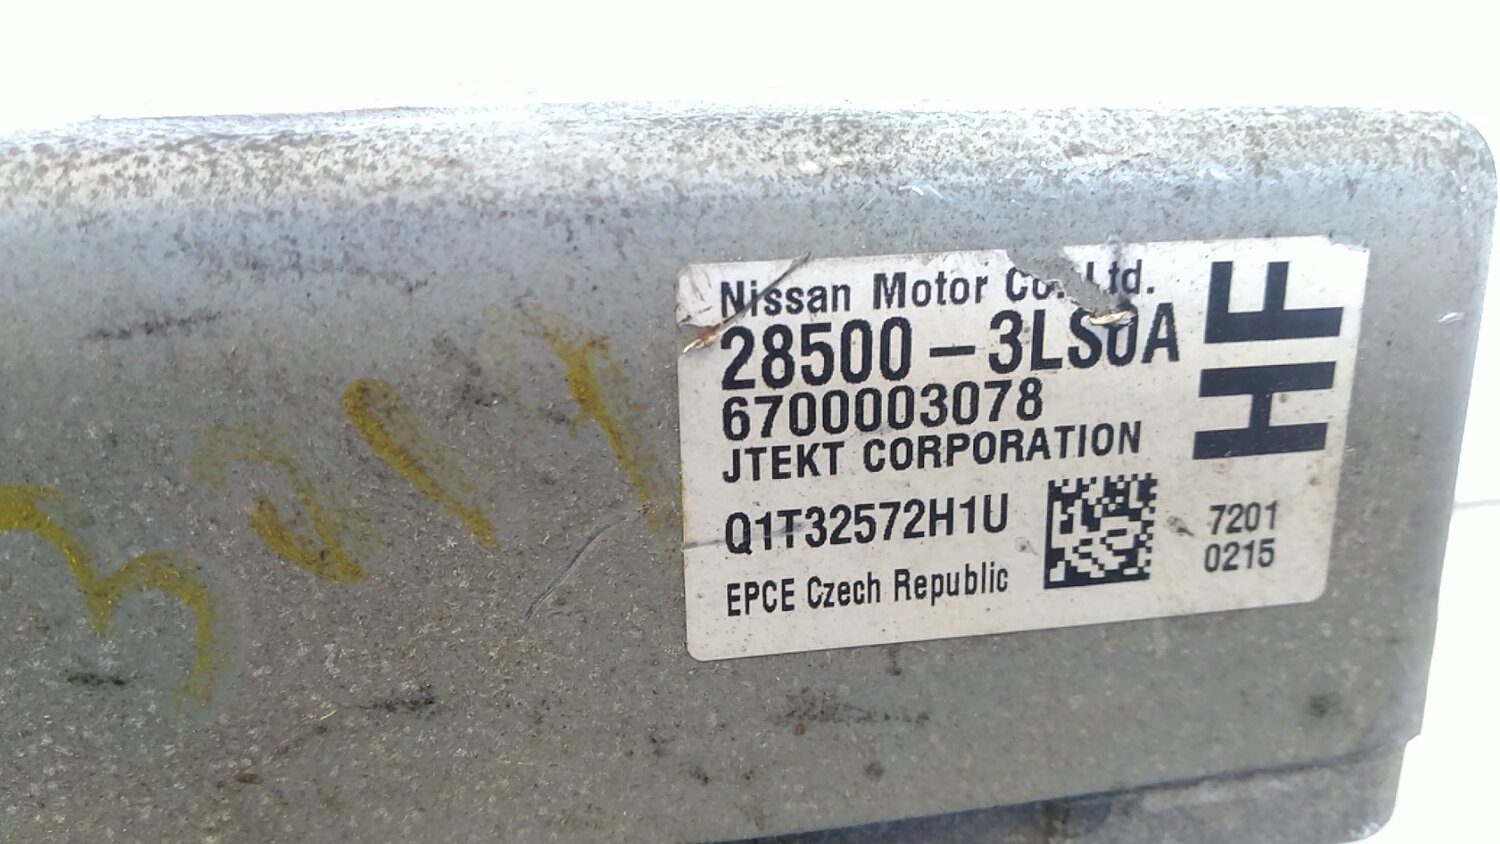 Nissan Motor Co., Ltd.
28500-3LS0A
6700003078
JTEKT CORPORATION
Q1T32572H1U
EPCE Czech Republic
7201
0215
HF